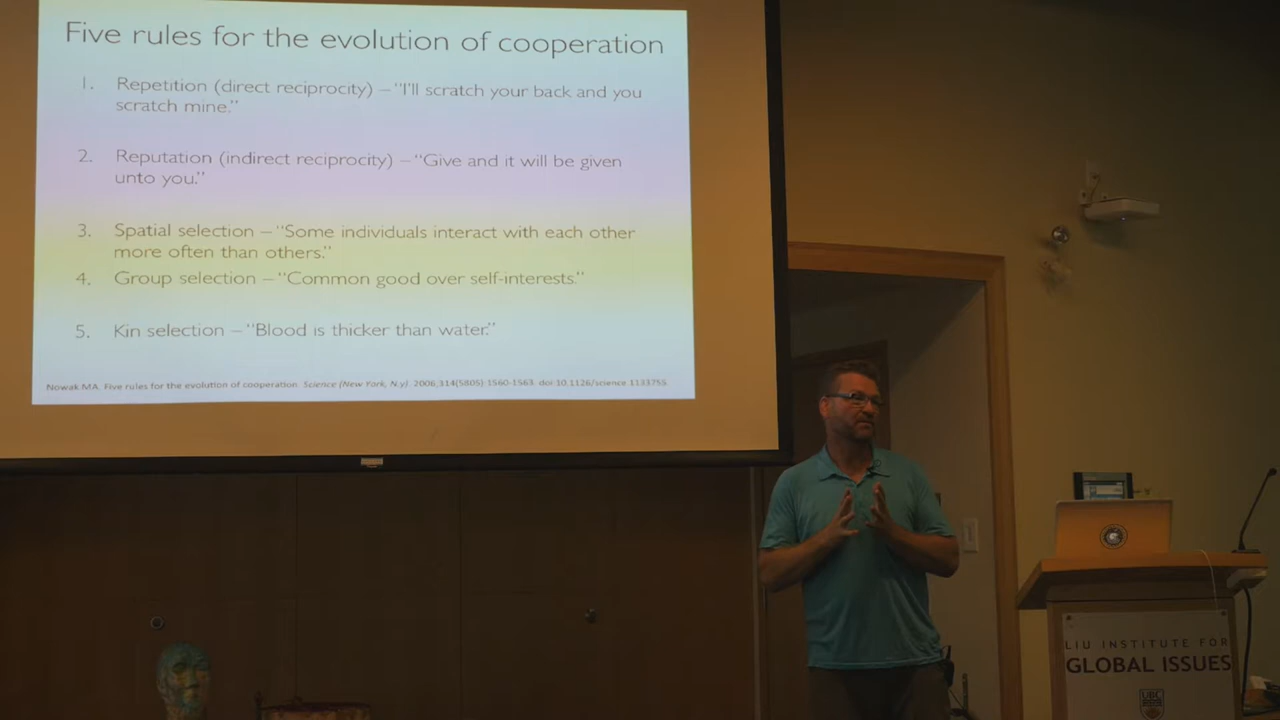 Five rules for the evolution of cooperation
1. Repetition (direct reciprocity) – "I'll scratch your back and you
scratch mine."
2. Reputation (indirect reciprocity) – "Give and it will be given
unto you."
3. Spatial selection – "Some individuals interact with each other
more often than others."
4. Group selection – "Common good over self-interests."
5. Kin selection – "Blood is thicker than water."
Nowak MA. Five rules for the evolution of cooperation. Science (New York, N.y). 2006;314(5805):1560-1563. doi:10.1126/science.1133755.
LIU INSTITUTE FOR
GLOBAL ISSUES
UBC